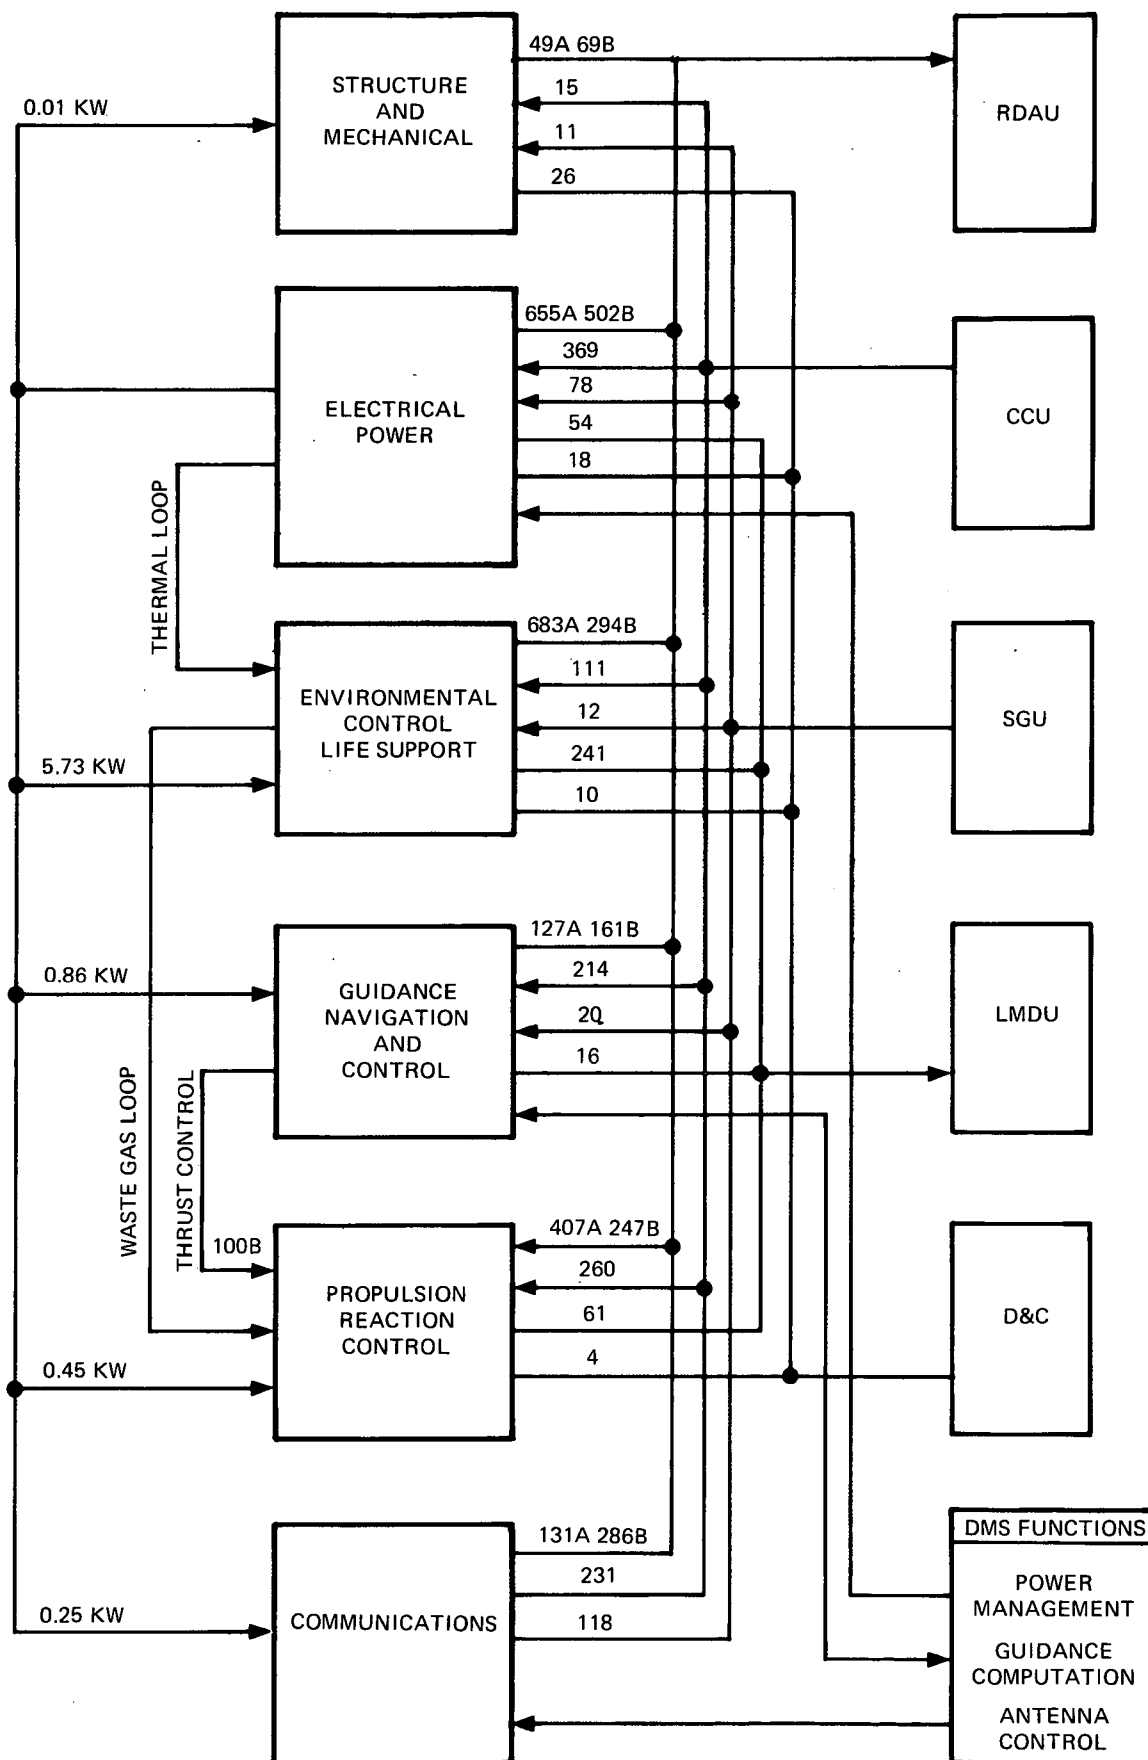 49A 69B
15
11
26
0.01 KW
STRUCTURE
AND
MECHANICAL
RDAU
655A 502B
369
78
54
18
ELECTRICAL
POWER
CCU
THERMAL LOOP
683A 294B
111
12
241
10
ENVIRONMENTAL
CONTROL
LIFE SUPPORT
5.73 KW
SGU
127A 161B
214
20
16
0.86 KW
GUIDANCE
NAVIGATION
AND
CONTROL
LMDU
WASTE GAS LOOP
THRUST CONTROL
100B
407A 247B
260
61
4
PROPULSION
REACTION
CONTROL
0.45 KW
D&C
131A 286B
231
118
0.25 KW
COMMUNICATIONS
DMS FUNCTIONS
POWER
MANAGEMENT
GUIDANCE
COMPUTATION
ANTENNA
CONTROL